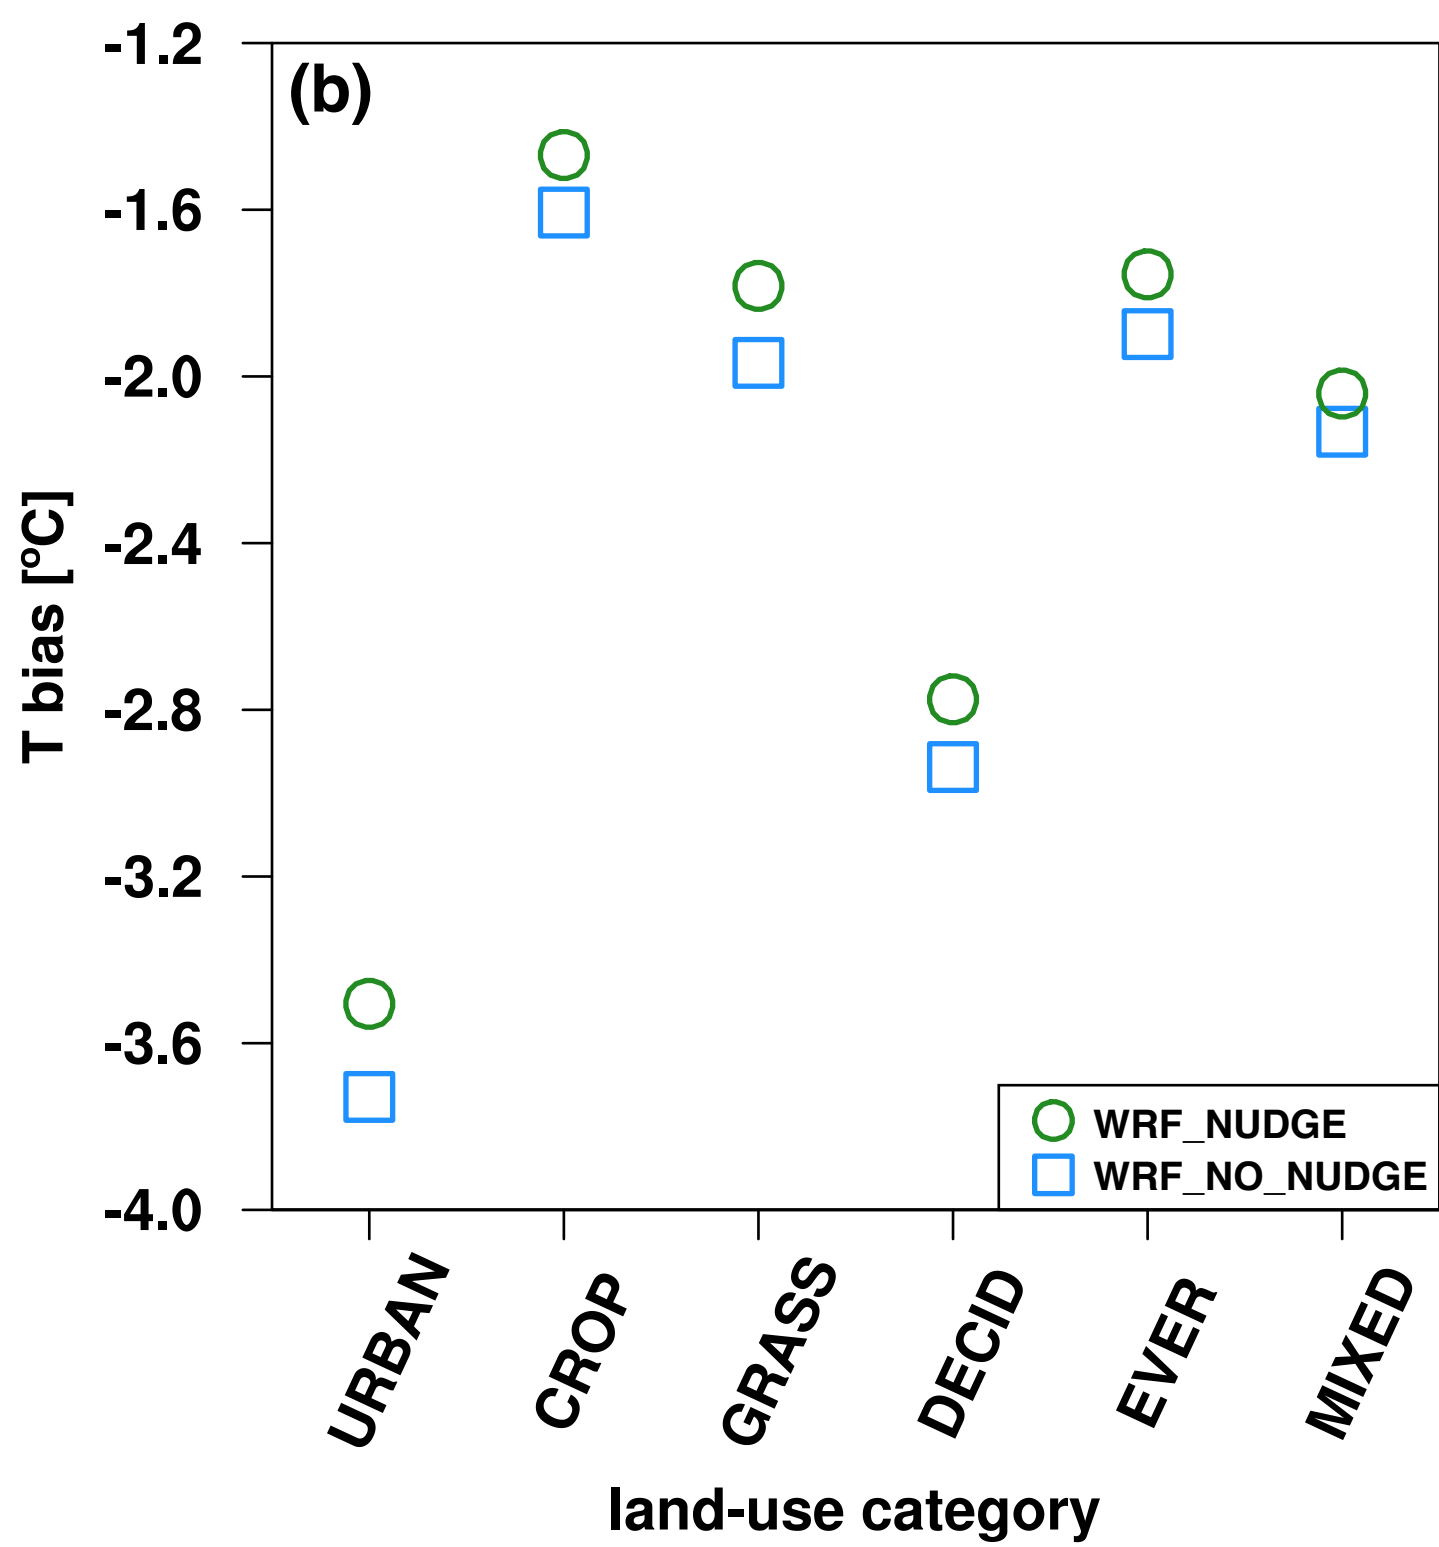 (b)
-1.2
-1.6
-2.0
-2.4
-2.8
-3.2
-3.6
-4.0
T bias [°C]
WRF_NUDGE
WRF_NO_NUDGE
URBAN
CROP
GRASS
DECID
EVER
MIXED
land-use category